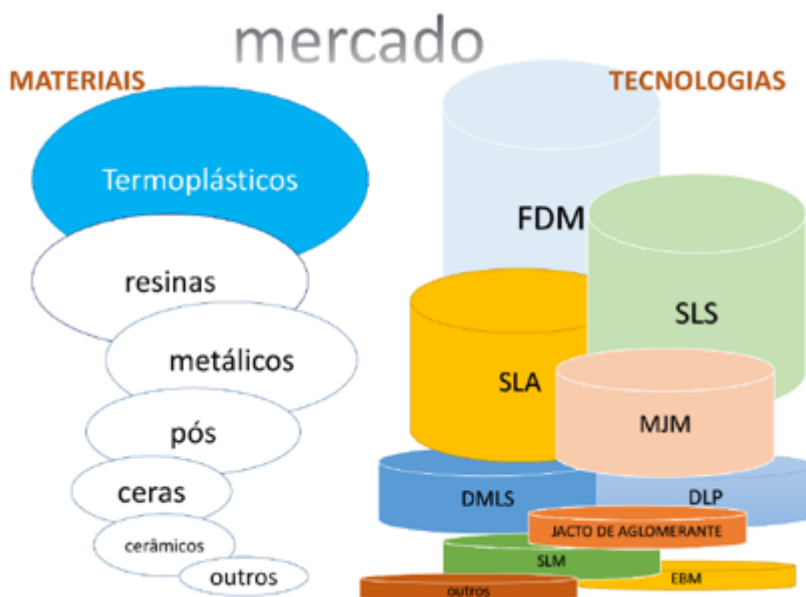 mercado
MATERIAIS
Termoplásticos
resinas
metálicos
pós
ceras
cerâmicos
outros
TECNOLOGIAS
FDM
SLS
SLA
MJM
DMLS
DLP
JACTO DE AGLOMERANTE
SLM
EBM
outros